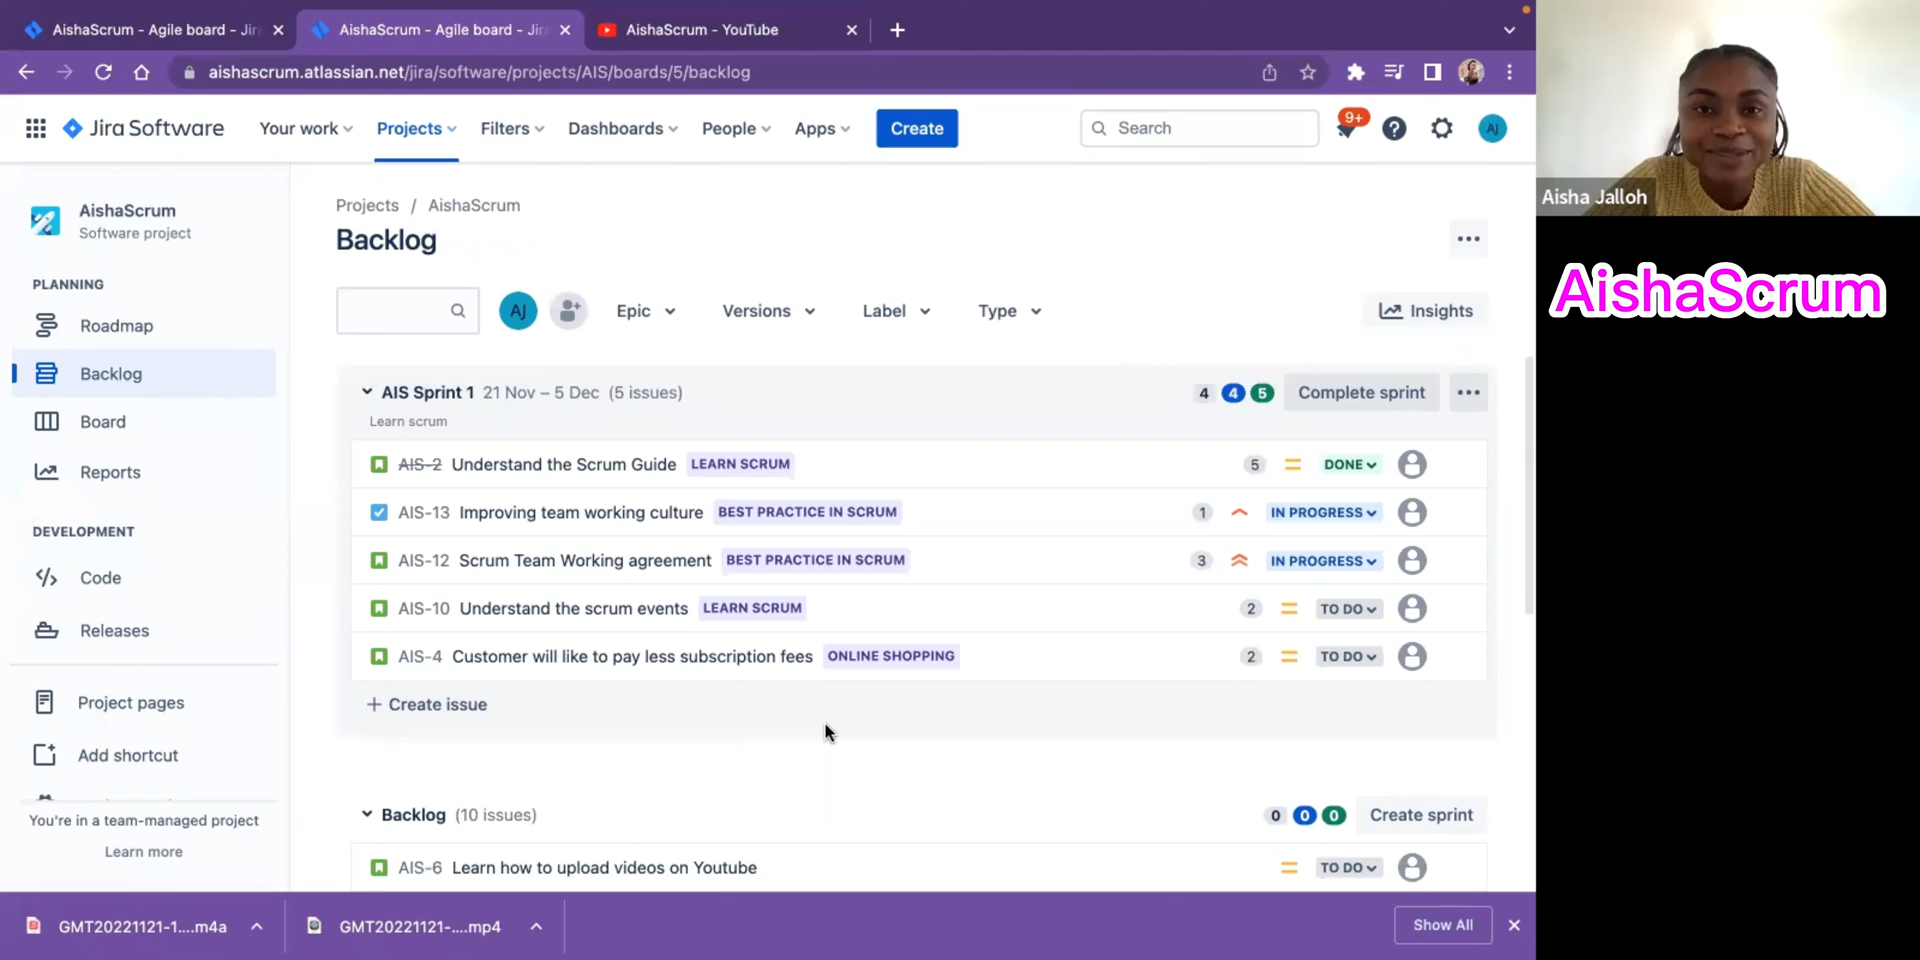 AishaScrum - Agile board - Jir
AishaScrum - Agile board - Jir
AishaScrum - YouTube
aishascrum.atlassian.net/jira/software/projects/AIS/boards/5/backlog
Jira Software
Your work
Projects
Filters
Dashboards
People
Apps
Create
Search
9+
AJ
Aisha Jalloh
AishaScrum
AishaScrum
Software project
PLANNING
Roadmap
Backlog
Board
Reports
DEVELOPMENT
Code
Releases
Project pages
Add shortcut
You're in a team-managed project
Learn more
Projects / AishaScrum
Backlog
AJ
Epic
Versions
Label
Type
Insights
AIS Sprint 1 21 Nov – 5 Dec (5 issues) 4 4 5 Complete sprint
Learn scrum
AIS-2 Understand the Scrum Guide LEARN SCRUM 5 DONE
AIS-13 Improving team working culture BEST PRACTICE IN SCRUM 1 IN PROGRESS
AIS-12 Scrum Team Working agreement BEST PRACTICE IN SCRUM 3 IN PROGRESS
AIS-10 Understand the scrum events LEARN SCRUM 2 TO DO
AIS-4 Customer will like to pay less subscription fees ONLINE SHOPPING 2 TO DO
+ Create issue
Backlog (10 issues) 0 0 0 Create sprint
AIS-6 Learn how to upload videos on Youtube TO DO
GMT20221121-1....m4a
GMT20221121-....mp4
Show All